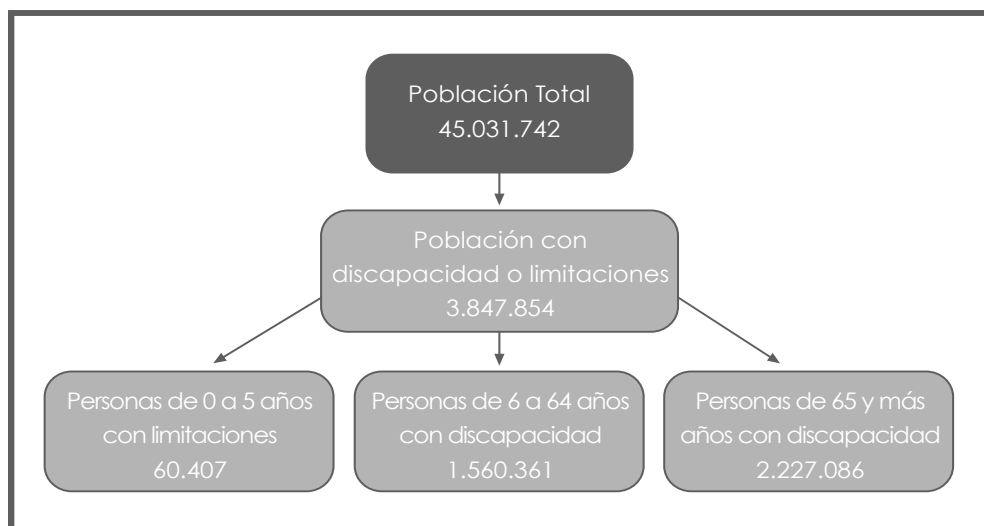 Población Total
45.031.742
Población con
discapacidad o limitaciones
3.847.854
Personas de 0 a 5 años
con limitaciones
60.407
Personas de 6 a 64 años
con discapacidad
1.560.361
Personas de 65 y más
años con discapacidad
2.227.086